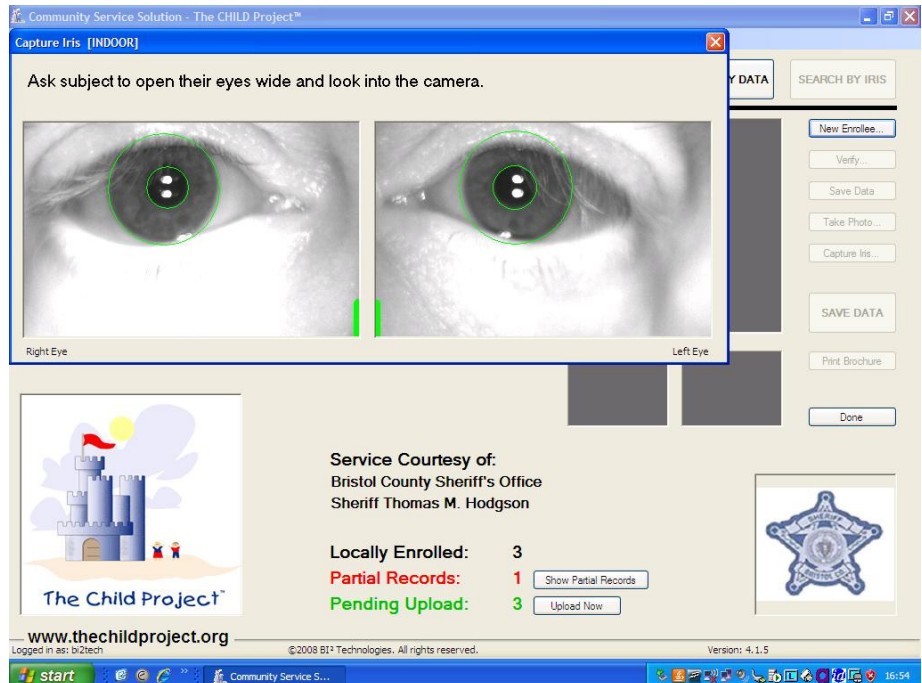 Community Service Solution - The CHILD Project™
Capture Iris [INDOOR]
Ask subject to open their eyes wide and look into the camera.
Y DATA
SEARCH BY IRIS
New Enrollee...
Verify...
Save Data
Take Photo...
Capture Iris...
SAVE DATA
Right Eye
Left Eye
Print Brochure
Done
Service Courtesy of:
Bristol County Sheriff's Office
Sheriff Thomas M. Hodgson
SHERIFF
BRISTOL CO.
Locally Enrolled: 3
Partial Records: 1 Show Partial Records
Pending Upload: 3 Upload Now
The Child Project™
www.thechildproject.org
Logged in as: bi2tech
©2008 BI² Technologies. All rights reserved.
Version: 4.1.5
start
Community Service S...
16:54